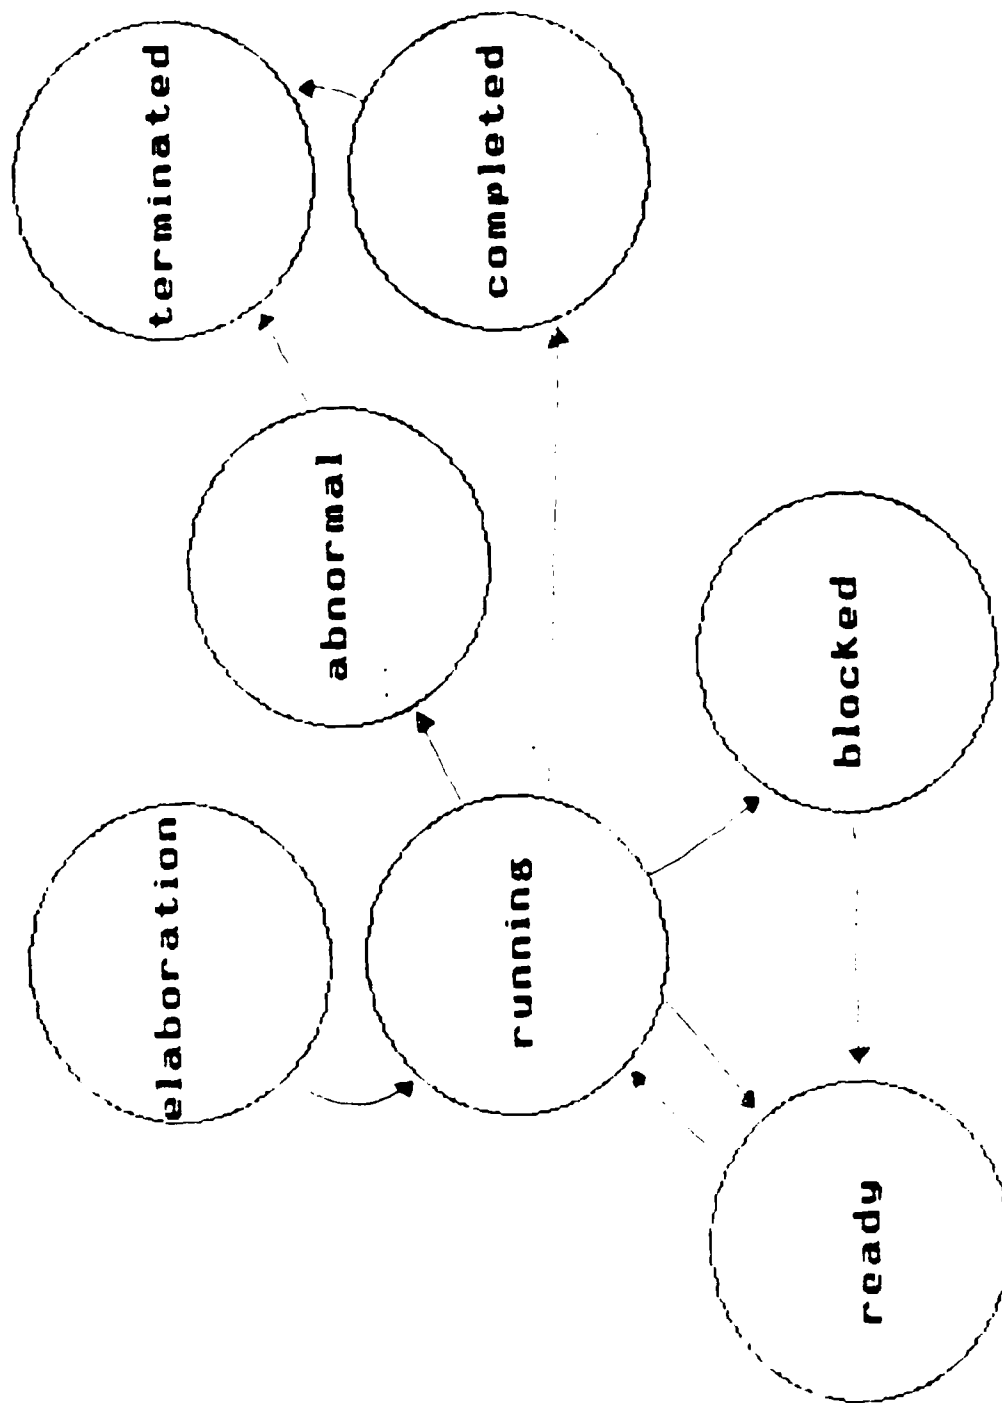 elaboration
abnormal
terminated
running
completed
ready
blocked